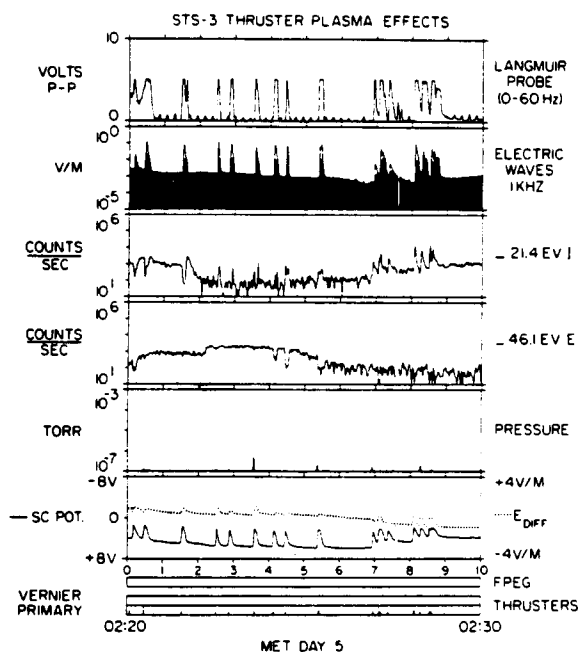 STS-3 THRUSTER PLASMA EFFECTS
10
VOLTS
P-P
0
LANGMUIR
PROBE
(0-60 Hz)
10⁰
V/M
10⁻⁵
ELECTRIC
WAVES
1 KHZ
10⁶
COUNTS
SEC
10¹
21.4 EV I
10⁶
COUNTS
SEC
10¹
46.1 EV E
10⁻³
TORR
10⁻⁷
PRESSURE
-8V
+4V/M
SC POT.
0
E DIFF
+8V
-4V/M
0 1 2 3 4 5 6 7 8 9 10
FPEG
VERNIER
PRIMARY
THRUSTERS
02:20
02:30
MET DAY 5